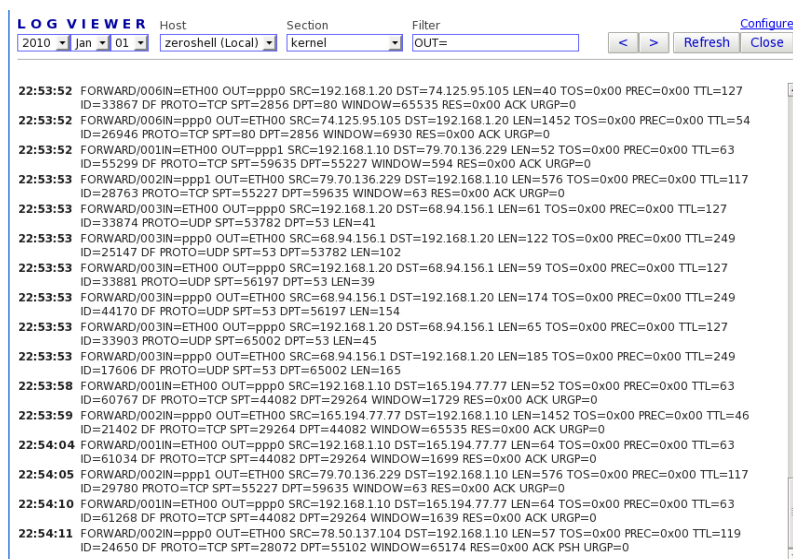 LOG VIEWER Host Section Filter Configure
2010 Jan 01 zeroshell (Local) kernel OUT= < > Refresh Close
22:53:52 FORWARD/006IN=ETH00 OUT=ppp0 SRC=192.168.1.20 DST=74.125.95.105 LEN=40 TOS=0x00 PREC=0x00 TTL=127
ID=33867 DF PROTO=TCP SPT=2856 DPT=80 WINDOW=65535 RES=0x00 ACK URGP=0
22:53:52 FORWARD/006IN=ppp0 OUT=ETH00 SRC=74.125.95.105 DST=192.168.1.20 LEN=1452 TOS=0x00 PREC=0x00 TTL=54
ID=26946 PROTO=TCP SPT=80 DPT=2856 WINDOW=6930 RES=0x00 ACK URGP=0
22:53:52 FORWARD/001IN=ETH00 OUT=ppp1 SRC=192.168.1.10 DST=79.70.136.229 LEN=52 TOS=0x00 PREC=0x00 TTL=63
ID=55299 DF PROTO=TCP SPT=59635 DPT=55227 WINDOW=594 RES=0x00 ACK URGP=0
22:53:53 FORWARD/002IN=ppp1 OUT=ETH00 SRC=79.70.136.229 DST=192.168.1.10 LEN=576 TOS=0x00 PREC=0x00 TTL=117
ID=28763 PROTO=TCP SPT=55227 DPT=59635 WINDOW=63 RES=0x00 ACK URGP=0
22:53:53 FORWARD/003IN=ETH00 OUT=ppp0 SRC=192.168.1.20 DST=68.94.156.1 LEN=61 TOS=0x00 PREC=0x00 TTL=127
ID=33874 PROTO=UDP SPT=53782 DPT=53 LEN=41
22:53:53 FORWARD/003IN=ppp0 OUT=ETH00 SRC=68.94.156.1 DST=192.168.1.20 LEN=122 TOS=0x00 PREC=0x00 TTL=249
ID=25147 DF PROTO=UDP SPT=53 DPT=53782 LEN=102
22:53:53 FORWARD/003IN=ETH00 OUT=ppp0 SRC=192.168.1.20 DST=68.94.156.1 LEN=59 TOS=0x00 PREC=0x00 TTL=127
ID=33881 PROTO=UDP SPT=56197 DPT=53 LEN=39
22:53:53 FORWARD/003IN=ppp0 OUT=ETH00 SRC=68.94.156.1 DST=192.168.1.20 LEN=174 TOS=0x00 PREC=0x00 TTL=249
ID=44170 DF PROTO=UDP SPT=53 DPT=56197 LEN=154
22:53:53 FORWARD/003IN=ETH00 OUT=ppp0 SRC=192.168.1.20 DST=68.94.156.1 LEN=65 TOS=0x00 PREC=0x00 TTL=127
ID=33903 PROTO=UDP SPT=65002 DPT=53 LEN=45
22:53:53 FORWARD/003IN=ppp0 OUT=ETH00 SRC=68.94.156.1 DST=192.168.1.20 LEN=185 TOS=0x00 PREC=0x00 TTL=249
ID=17606 DF PROTO=UDP SPT=53 DPT=65002 LEN=165
22:53:58 FORWARD/001IN=ETH00 OUT=ppp0 SRC=192.168.1.10 DST=165.194.77.77 LEN=52 TOS=0x00 PREC=0x00 TTL=63
ID=60767 DF PROTO=TCP SPT=44082 DPT=29264 WINDOW=1729 RES=0x00 ACK URGP=0
22:53:59 FORWARD/002IN=ppp0 OUT=ETH00 SRC=165.194.77.77 DST=192.168.1.10 LEN=1452 TOS=0x00 PREC=0x00 TTL=46
ID=21402 DF PROTO=TCP SPT=29264 DPT=44082 WINDOW=65535 RES=0x00 ACK URGP=0
22:54:04 FORWARD/001IN=ETH00 OUT=ppp0 SRC=192.168.1.10 DST=165.194.77.77 LEN=64 TOS=0x00 PREC=0x00 TTL=63
ID=61034 DF PROTO=TCP SPT=44082 DPT=29264 WINDOW=1699 RES=0x00 ACK URGP=0
22:54:05 FORWARD/002IN=ppp1 OUT=ETH00 SRC=79.70.136.229 DST=192.168.1.10 LEN=576 TOS=0x00 PREC=0x00 TTL=117
ID=29780 PROTO=TCP SPT=55227 DPT=59635 WINDOW=63 RES=0x00 ACK URGP=0
22:54:10 FORWARD/001IN=ETH00 OUT=ppp0 SRC=192.168.1.10 DST=165.194.77.77 LEN=64 TOS=0x00 PREC=0x00 TTL=63
ID=61268 DF PROTO=TCP SPT=44082 DPT=29264 WINDOW=1639 RES=0x00 ACK URGP=0
22:54:11 FORWARD/002IN=ppp0 OUT=ETH00 SRC=78.50.137.104 DST=192.168.1.10 LEN=57 TOS=0x00 PREC=0x00 TTL=119
ID=24650 DF PROTO=TCP SPT=28072 DPT=55102 WINDOW=65174 RES=0x00 ACK PSH URGP=0